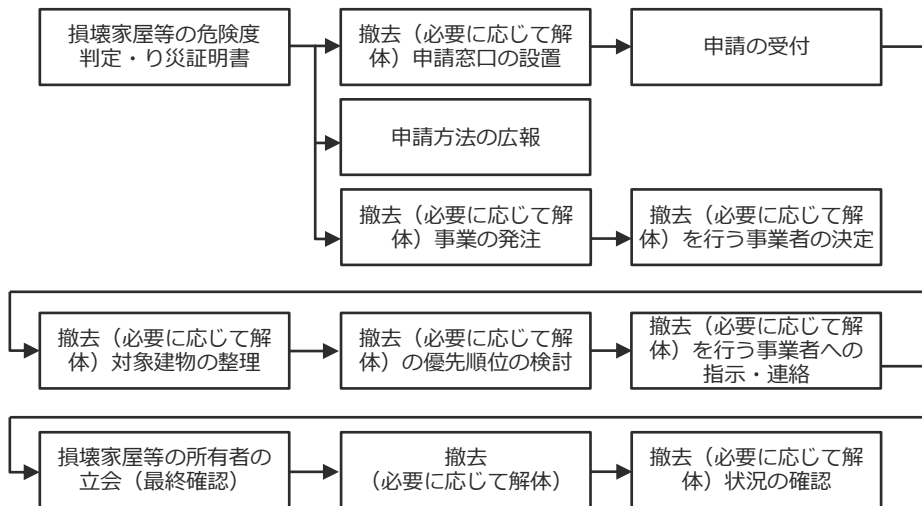 損壊家屋等の危険度
判定・り災証明書
撤去（必要に応じて解
体）申請窓口の設置
申請の受付
申請方法の広報
撤去（必要に応じて解
体）事業の発注
撤去（必要に応じて解
体）を行う事業者の決定
撤去（必要に応じて解
体）対象建物の整理
撤去（必要に応じて解
体）の優先順位の検討
撤去（必要に応じて解
体）を行う事業者への
指示・連絡
損壊家屋等の所有者の
立会（最終確認）
撤去
（必要に応じて解体）
撤去（必要に応じて解
体）状況の確認